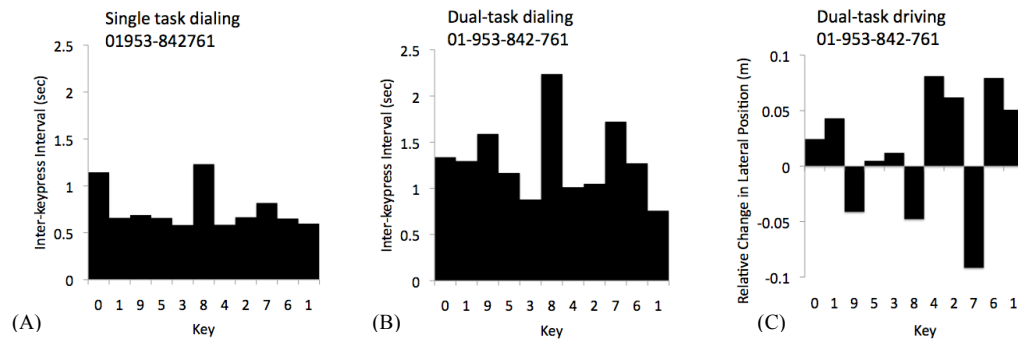 Single task dialing
01953-842761
2.5
2
1.5
1
0.5
0
Inter-keypress Interval (sec)
0 1 9 5 3 8 4 2 7 6 1
Key
(A)
Dual-task dialing
01-953-842-761
2.5
2
1.5
1
0.5
0
Inter-keypress Interval (sec)
0 1 9 5 3 8 4 2 7 6 1
Key
(B)
Dual-task driving
01-953-842-761
0.1
0.05
0
-0.05
-0.1
Relative Change in Lateral Position (m)
0 1 9 5 3 8 4 2 7 6 1
Key
(C)